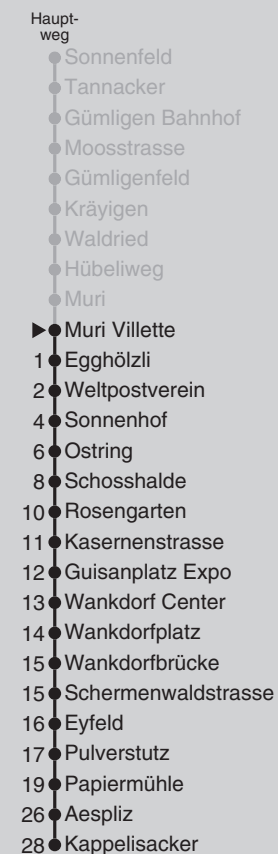 Haupt-
weg
Sonnenfeld
Tannacker
Gümligen Bahnhof
Moosstrasse
Gümligenfeld
Kräyigen
Waldried
Hübeliweg
Muri
Muri Villette
1 Egghölzli
2 Weltpostverein
4 Sonnenhof
6 Ostring
8 Schosshalde
10 Rosengarten
11 Kasernenstrasse
12 Guisanplatz Expo
13 Wankdorf Center
14 Wankdorfplatz
15 Wankdorfbrücke
15 Schermenwaldstrasse
16 Eyfeld
17 Pulverstutz
19 Papiermühle
26 Aespliz
28 Kappelisacker